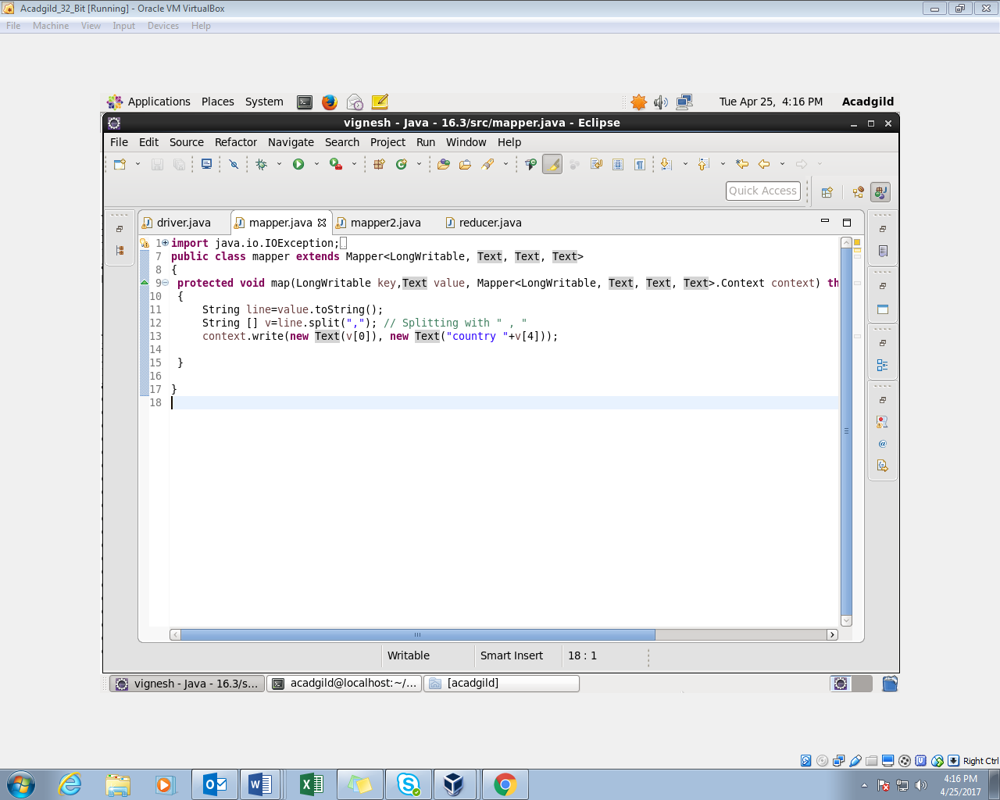 Acadgild_32_Bit [Running] - Oracle VM VirtualBox
File Machine View Input Devices Help
Applications Places System Tue Apr 25, 4:16 PM Acadgild
vignesh - Java - 16.3/src/mapper.java - Eclipse
File Edit Source Refactor Navigate Search Project Run Window Help
Quick Access
driver.java mapper.java mapper2.java reducer.java
1 import java.io.IOException;
7 public class mapper extends Mapper<LongWritable, Text, Text, Text>
8 {
9 protected void map(LongWritable key,Text value, Mapper<LongWritable, Text, Text, Text>.Context context) th
10 {
11 String line=value.toString();
12 String [] v=line.split(","); // Splitting with " , "
13 context.write(new Text(v[0]), new Text("country "+v[4]));
14
15 }
16
17 }
18
Writable Smart Insert 18 : 1
vignesh - Java - 16.3/s... acadgild@localhost:~/... [acadgild]
Right Ctrl
4:16 PM
4/25/2017